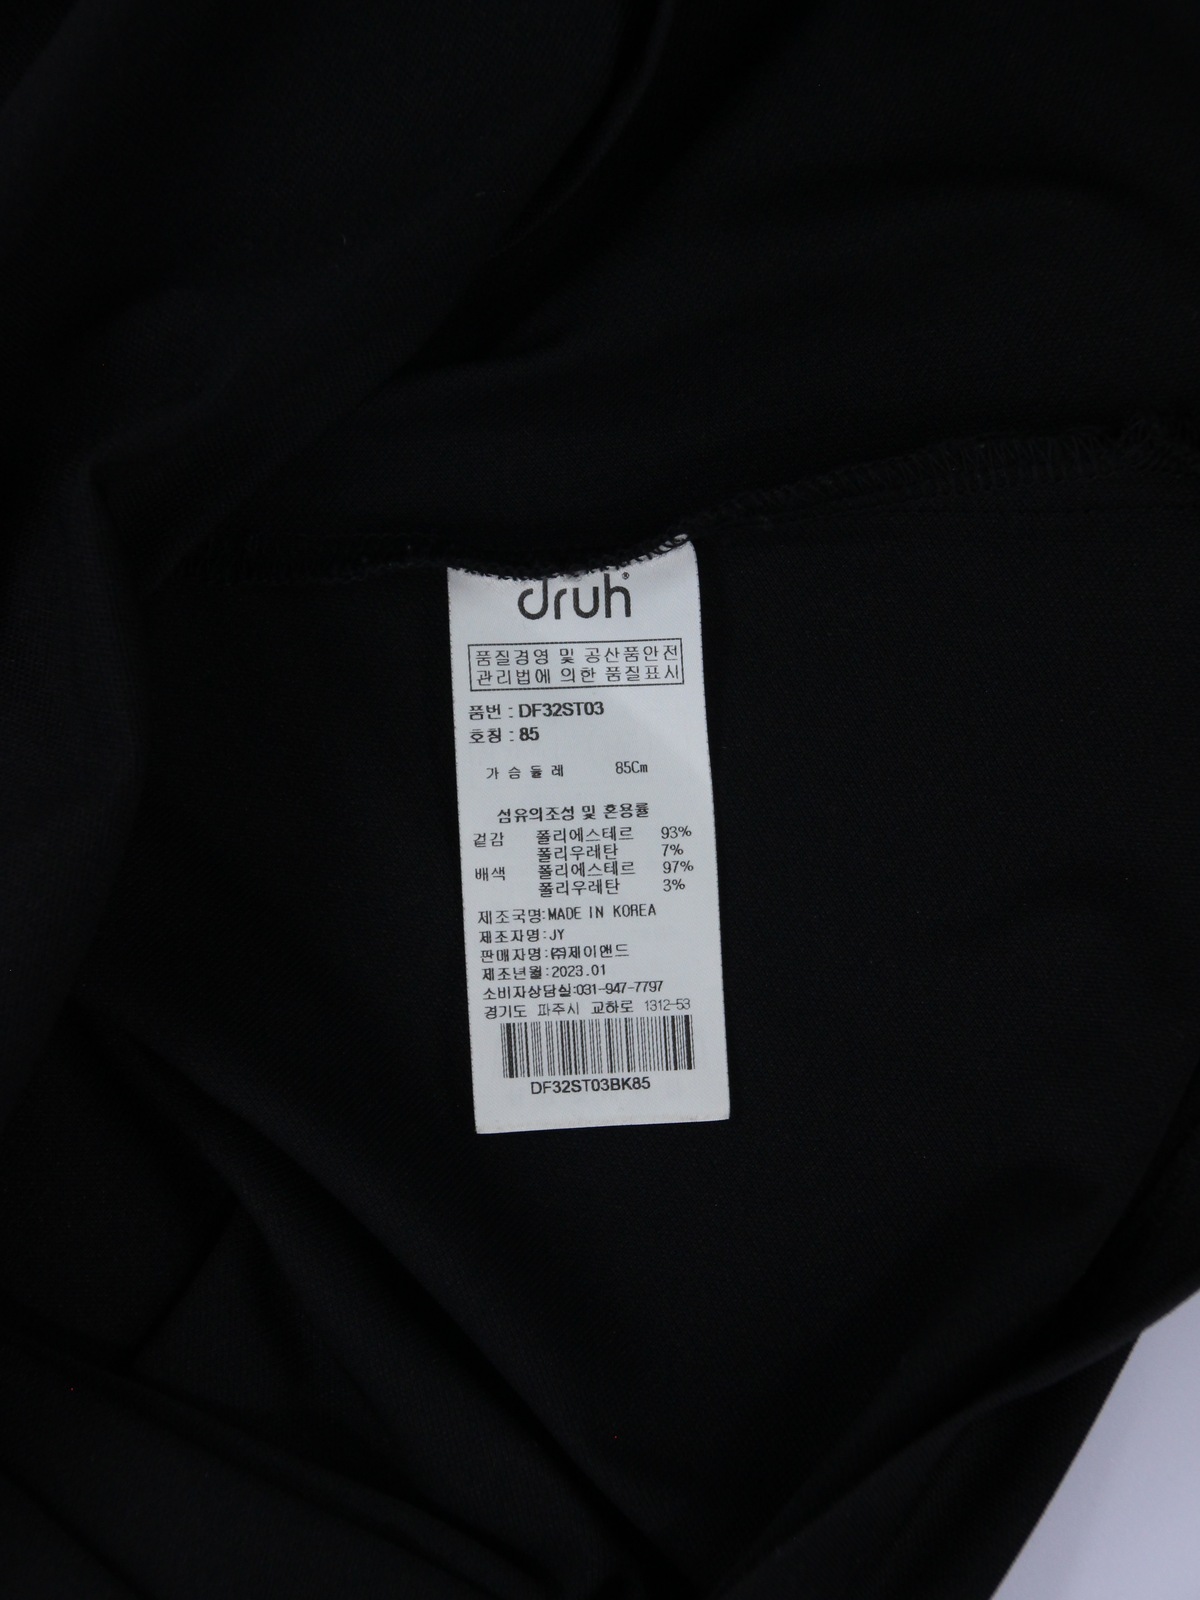 druh®
품질경영 및 공산품안전
관리법에 의한 품질표시
품번 : DF32ST03
호칭 : 85
가슴둘레 85Cm
섬유의조성 및 혼용률
겉감 폴리에스테르 93%
폴리우레탄 7%
배색 폴리에스테르 97%
폴리우레탄 3%
제조국명:MADE IN KOREA
제조자명:JY
판매자명:㈜제이앤드
제조년월:2023.01
소비자상담실:031-947-7797
경기도 파주시 교하로 1312-53
DF32ST03BK85